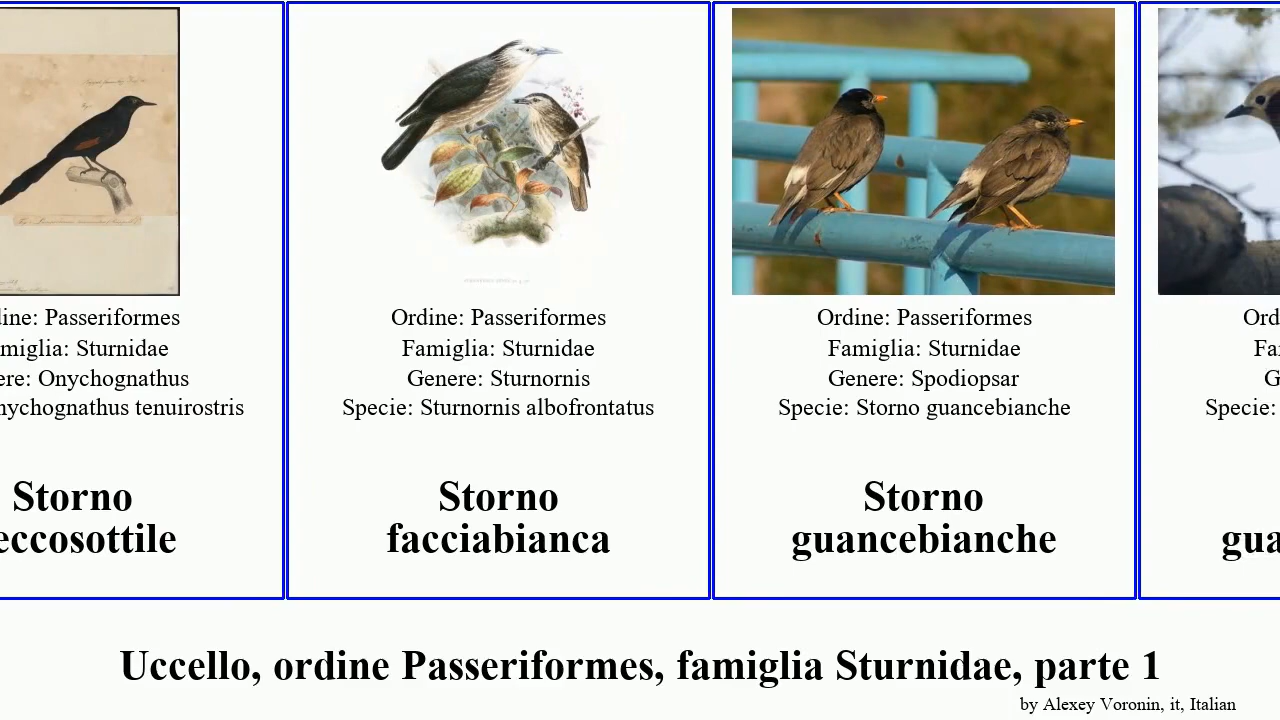 dine: Passeriformes
miglia: Sturnidae
ere: Onychognathus
nychognathus tenuirostris
Storno
eccosottile
Ordine: Passeriformes
Famiglia: Sturnidae
Genere: Sturnornis
Specie: Sturnornis albofrontatus
Storno
facciabianca
Ordine: Passeriformes
Famiglia: Sturnidae
Genere: Spodiopsar
Specie: Storno guancebianche
Storno
guancebianche
Ord
Fa
G
Specie:
gua
Uccello, ordine Passeriformes, famiglia Sturnidae, parte 1
by Alexey Voronin, it, Italian